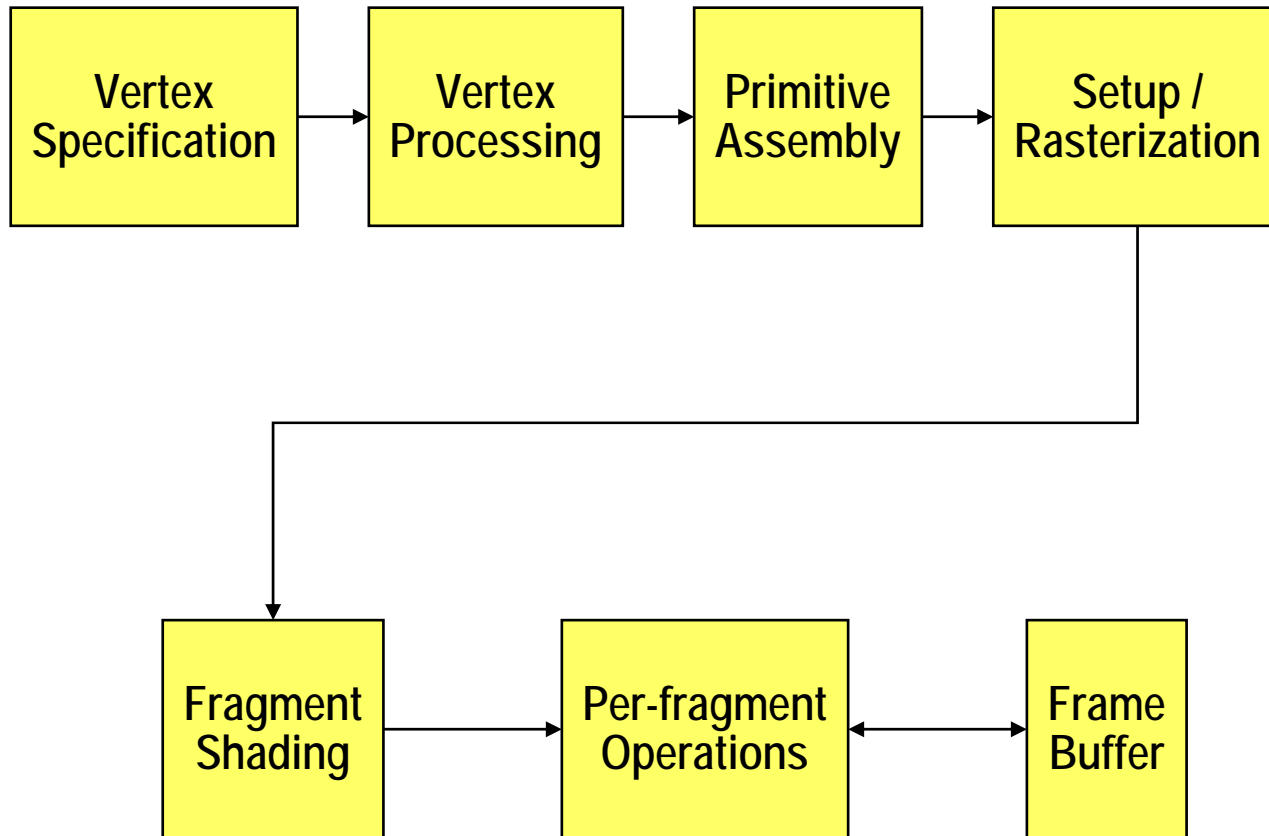 Vertex
Specification
Vertex
Processing
Primitive
Assembly
Setup /
Rasterization
Fragment
Shading
Per-fragment
Operations
Frame
Buffer